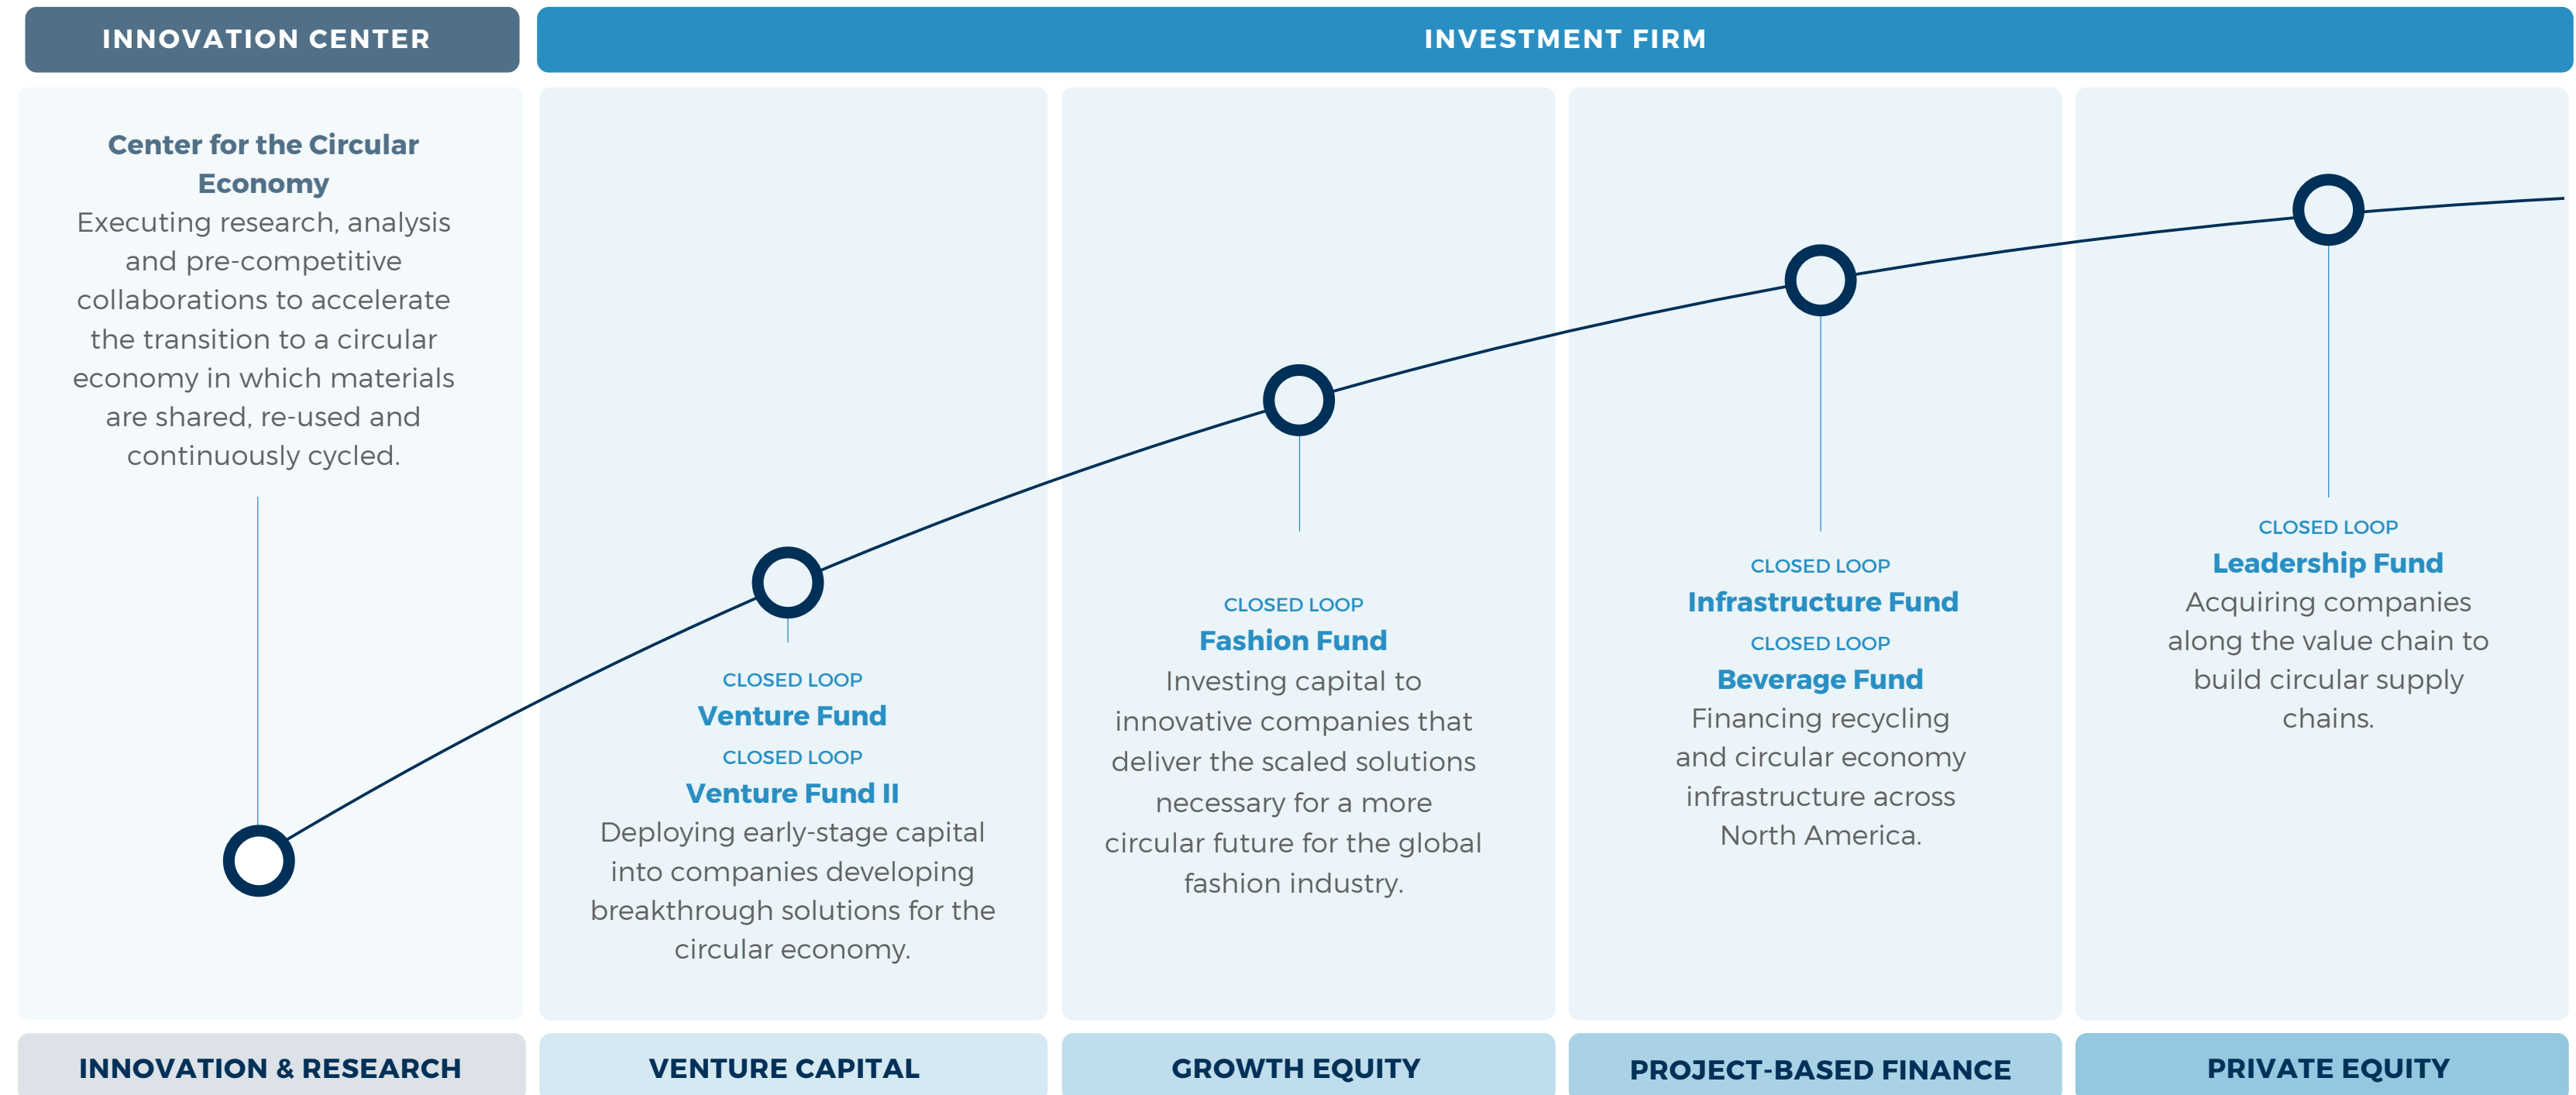 INNOVATION CENTER
INVESTMENT FIRM
Center for the Circular
Economy
Executing research, analysis
and pre-competitive
collaborations to accelerate
the transition to a circular
economy in which materials
are shared, re-used and
continuously cycled.
CLOSED LOOP
Venture Fund
CLOSED LOOP
Venture Fund II
Deploying early-stage capital
into companies developing
breakthrough solutions for the
circular economy.
CLOSED LOOP
Fashion Fund
Investing capital to
innovative companies that
deliver the scaled solutions
necessary for a more
circular future for the global
fashion industry.
CLOSED LOOP
Infrastructure Fund
CLOSED LOOP
Beverage Fund
Financing recycling
and circular economy
infrastructure across
North America.
CLOSED LOOP
Leadership Fund
Acquiring companies
along the value chain to
build circular supply
chains.
INNOVATION & RESEARCH
VENTURE CAPITAL
GROWTH EQUITY
PROJECT-BASED FINANCE
PRIVATE EQUITY